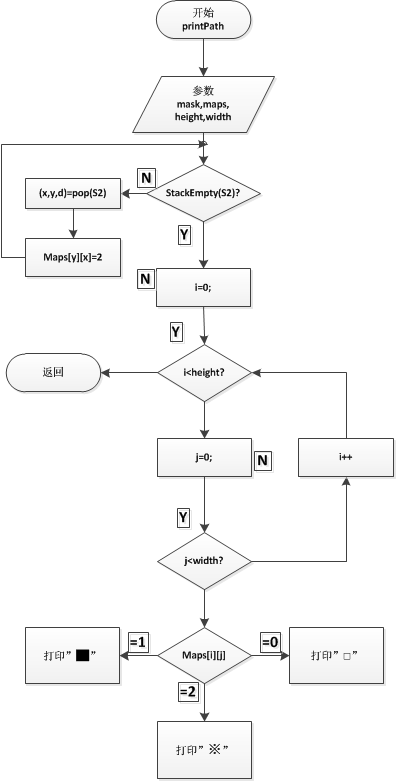 开始
printPath
参数
mask,maps,
height,width
StackEmpty(S2)?
N
(x,y,d)=pop(S2)
Maps[y][x]=2
Y
N
i=0;
Y
i<height?
返回
j=0;
N
i++
Y
j<width?
Maps[i][j]
=1
打印”■”
=0
打印”□”
=2
打印”※”